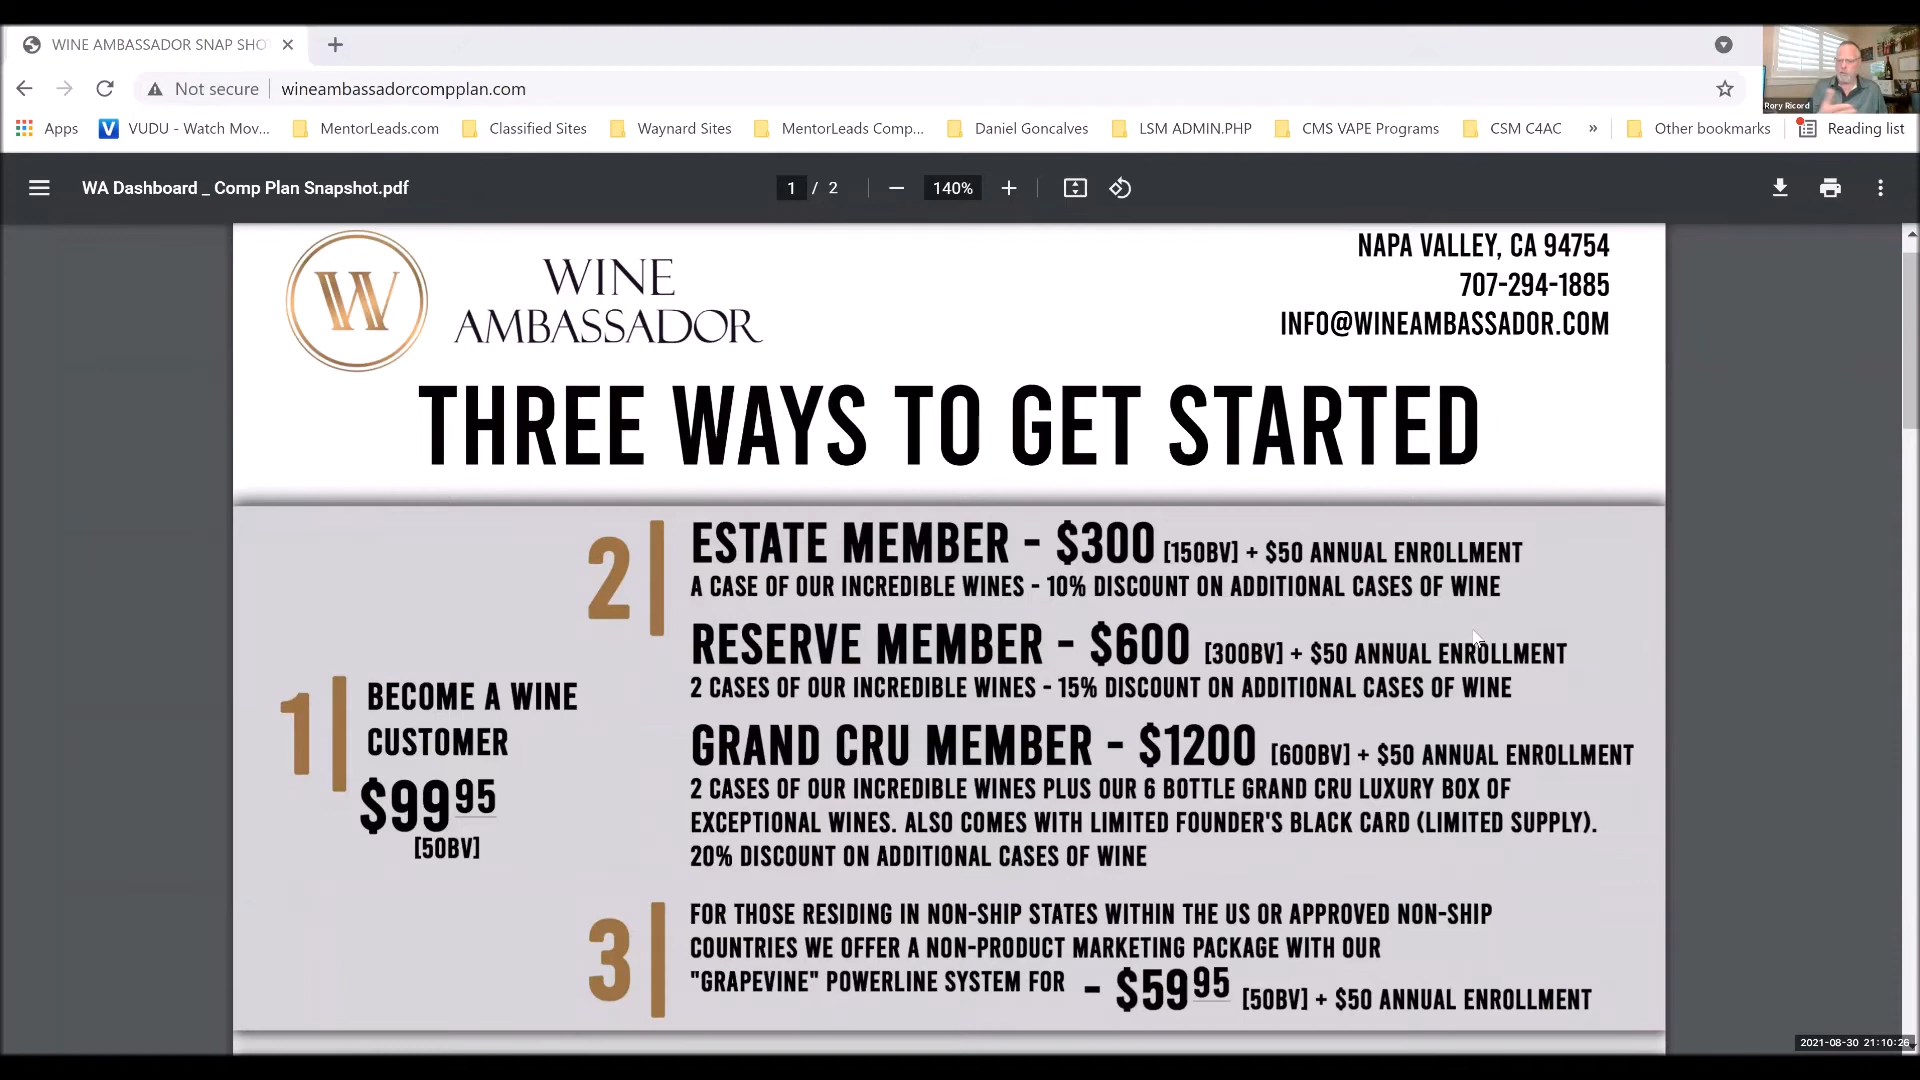 WINE AMBASSADOR SNAP SHO
Not secure
wineambassadorcompplan.com
Rory Ricord
Apps
VUDU - Watch Mov...
MentorLeads.com
Classified Sites
Waynard Sites
MentorLeads Comp...
Daniel Goncalves
LSM ADMIN.PHP
CMS VAPE Programs
CSM C4AC
»
Other bookmarks
Reading list
WA Dashboard _ Comp Plan Snapshot.pdf
1 / 2
140%
W
WINE
AMBASSADOR
NAPA VALLEY, CA 94754
707-294-1885
INFO@WINEAMBASSADOR.COM
THREE WAYS TO GET STARTED
1
BECOME A WINE
CUSTOMER
$99 95
[50BV]
2
ESTATE MEMBER - $300 [150BV] + $50 ANNUAL ENROLLMENT
A CASE OF OUR INCREDIBLE WINES - 10% DISCOUNT ON ADDITIONAL CASES OF WINE
RESERVE MEMBER - $600 [300BV] + $50 ANNUAL ENROLLMENT
2 CASES OF OUR INCREDIBLE WINES - 15% DISCOUNT ON ADDITIONAL CASES OF WINE
GRAND CRU MEMBER - $1200 [600BV] + $50 ANNUAL ENROLLMENT
2 CASES OF OUR INCREDIBLE WINES PLUS OUR 6 BOTTLE GRAND CRU LUXURY BOX OF
EXCEPTIONAL WINES. ALSO COMES WITH LIMITED FOUNDER'S BLACK CARD (LIMITED SUPPLY).
20% DISCOUNT ON ADDITIONAL CASES OF WINE
3
FOR THOSE RESIDING IN NON-SHIP STATES WITHIN THE US OR APPROVED NON-SHIP
COUNTRIES WE OFFER A NON-PRODUCT MARKETING PACKAGE WITH OUR
"GRAPEVINE" POWERLINE SYSTEM FOR - $59 95 [50BV] + $50 ANNUAL ENROLLMENT
2021-08-30 21:10:26